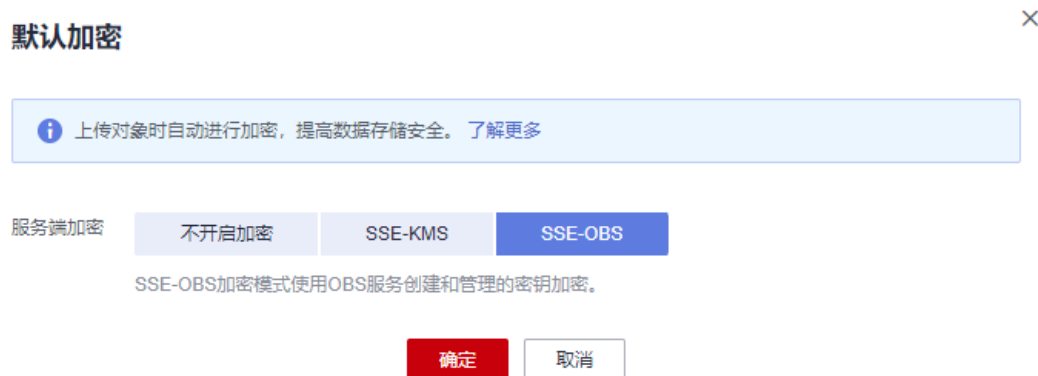 默认加密
上传对象时自动进行加密，提高数据存储安全。 了解更多
服务端加密 不开启加密 SSE-KMS SSE-OBS
SSE-OBS加密模式使用OBS服务创建和管理的密钥加密。
确定 取消